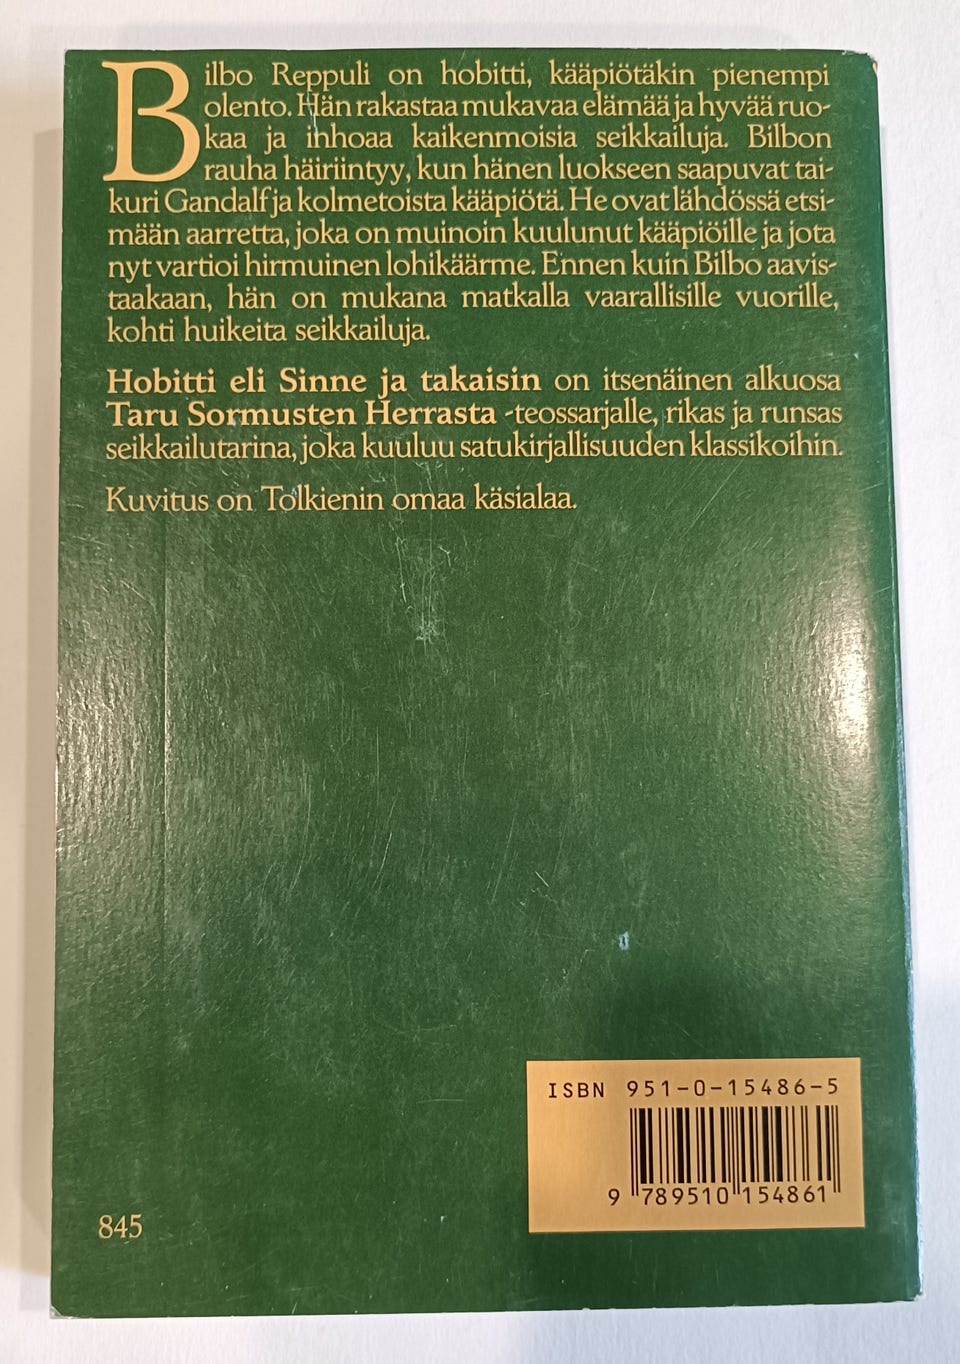 Bilbo Reppuli on hobitti, kääpiötäkin pienempi
olento. Hän rakastaa mukavaa elämää ja hyvää ruo-
kaa ja inhoaa kaikenmoisia seikkailuja. Bilbon
rauha häiriintyy, kun hänen luokseen saapuvat tai-
kuri Gandalf ja kolmetoista kääpiötä. He ovat lähdössä etsi-
mään aarretta, joka on muinoin kuulunut kääpiöille ja jota
nyt vartioi hirmuinen lohikäärme. Ennen kuin Bilbo aavis-
taakaan, hän on mukana matkalla vaarallisille vuorille,
kohti huikeita seikkailuja.
Hobitti eli Sinne ja takaisin on itsenäinen alkuosa
Taru Sormusten Herrasta -teossarjalle, rikas ja runsas
seikkailutarina, joka kuuluu satukirjallisuuden klassikoihin.
Kuvitus on Tolkienin omaa käsialaa.
ISBN 951-0-15486-5
9 789510 154861
845